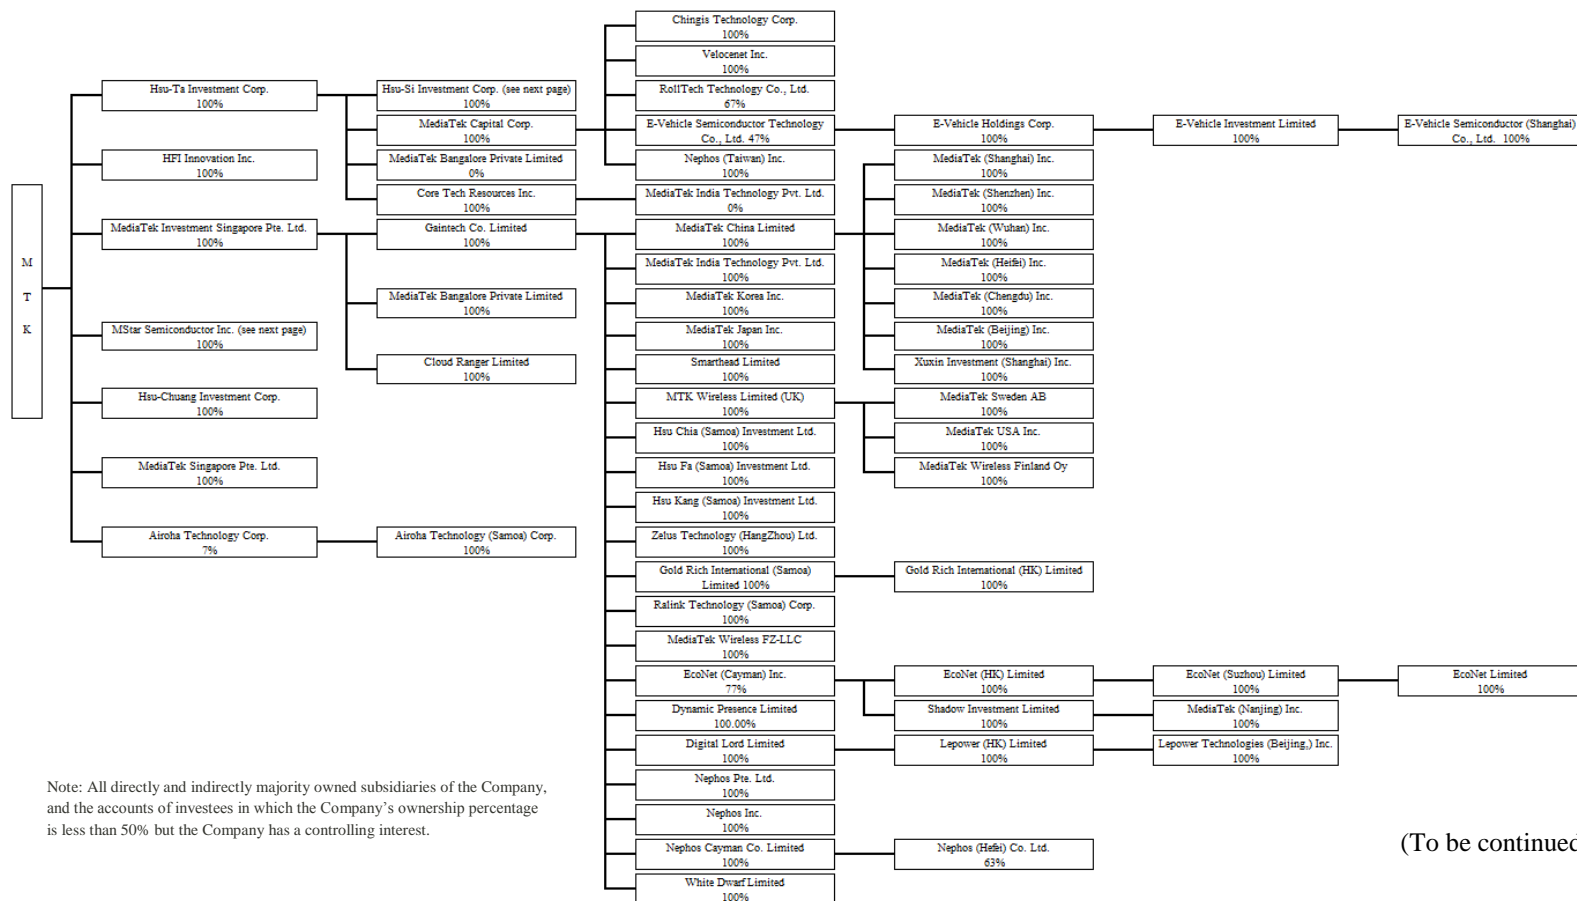 Chingis Technology Corp.
100%
Velocenet Inc.
100%
Hsu-Ta Investment Corp.
100%
Hsu-Si Investment Corp. (see next page)
100%
RollTech Technology Co., Ltd.
67%
MediaTek Capital Corp.
100%
E-Vehicle Semiconductor Technology
Co., Ltd. 47%
E-Vehicle Holdings Corp.
100%
E-Vehicle Investment Limited
100%
E-Vehicle Semiconductor (Shanghai)
Co., Ltd. 100%
HFI Innovation Inc.
100%
MediaTek Bangalore Private Limited
0%
Nephos (Taiwan) Inc.
100%
MediaTek (Shanghai) Inc.
100%
Core Tech Resources Inc.
100%
MediaTek India Technology Pvt. Ltd.
0%
MediaTek (Shenzhen) Inc.
100%
MediaTek Investment Singapore Pte. Ltd.
100%
Gaintech Co. Limited
100%
MediaTek China Limited
100%
MediaTek (Wuhan) Inc.
100%
M
T
K
MediaTek India Technology Pvt. Ltd.
100%
MediaTek (Heifei) Inc.
100%
MediaTek Bangalore Private Limited
100%
MediaTek Korea Inc.
100%
MediaTek (Chengdu) Inc.
100%
MStar Semiconductor Inc. (see next page)
100%
MediaTek Japan Inc.
100%
MediaTek (Beijing) Inc.
100%
Cloud Ranger Limited
100%
Smarthead Limited
100%
Xuxin Investment (Shanghai) Inc.
100%
Hsu-Chuang Investment Corp.
100%
MTK Wireless Limited (UK)
100%
MediaTek Sweden AB
100%
Hsu Chia (Samoa) Investment Ltd.
100%
MediaTek USA Inc.
100%
MediaTek Singapore Pte. Ltd.
100%
Hsu Fa (Samoa) Investment Ltd.
100%
MediaTek Wireless Finland Oy
100%
Hsu Kang (Samoa) Investment Ltd.
100%
Airoha Technology Corp.
7%
Airoha Technology (Samoa) Corp.
100%
Zelus Technology (HangZhou) Ltd.
100%
Gold Rich International (Samoa)
Limited 100%
Gold Rich International (HK) Limited
100%
Ralink Technology (Samoa) Corp.
100%
MediaTek Wireless FZ-LLC
100%
EcoNet (Cayman) Inc.
77%
EcoNet (HK) Limited
100%
EcoNet (Suzhou) Limited
100%
EcoNet Limited
100%
Dynamic Presence Limited
100.00%
Shadow Investment Limited
100%
MediaTek (Nanjing) Inc.
100%
Digital Lord Limited
100%
Lepower (HK) Limited
100%
Lepower Technologies (Beijing,) Inc.
100%
Nephos Pte. Ltd.
100%
Nephos Inc.
100%
Nephos Cayman Co. Limited
100%
Nephos (Hefei) Co. Ltd.
63%
White Dwarf Limited
100%
Note: All directly and indirectly majority owned subsidiaries of the Company,
and the accounts of investees in which the Company's ownership percentage
is less than 50% but the Company has a controlling interest.
(To be continued